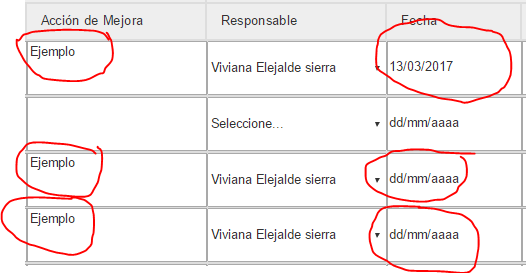 Acción de Mejora Responsable Fecha
Ejemplo Viviana Elejalde sierra 13/03/2017
Seleccione... dd/mm/aaaa
Ejemplo Viviana Elejalde sierra dd/mm/aaaa
Ejemplo Viviana Elejalde sierra dd/mm/aaaa